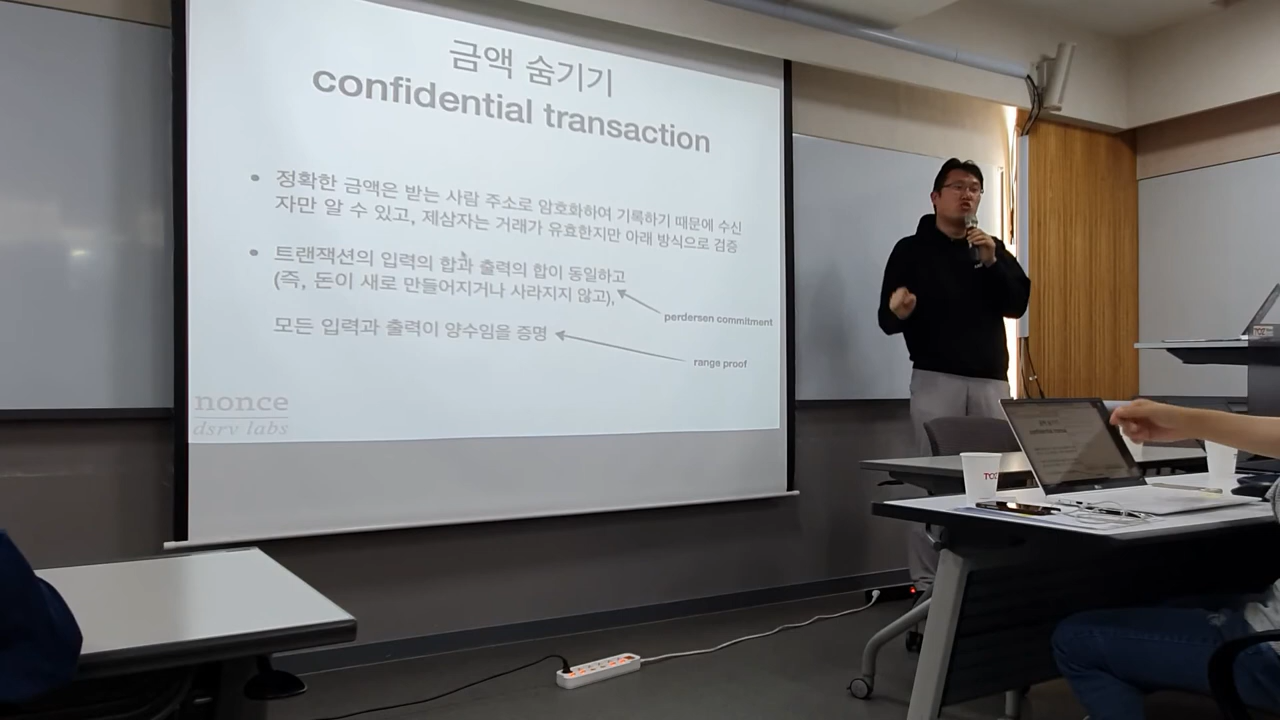 금액 숨기기
confidential transaction
• 정확한 금액은 받는 사람 주소로 암호화하여 기록하기 때문에 수신
자만 알 수 있고, 제삼자는 거래가 유효한지만 아래 방식으로 검증
• 트랜잭션의 입력의 합과 출력의 합이 동일하고
(즉, 돈이 새로 만들어지거나 사라지지 않고),
perdersen commitment
모든 입력과 출력이 양수임을 증명
range proof
nonce
dsrv labs